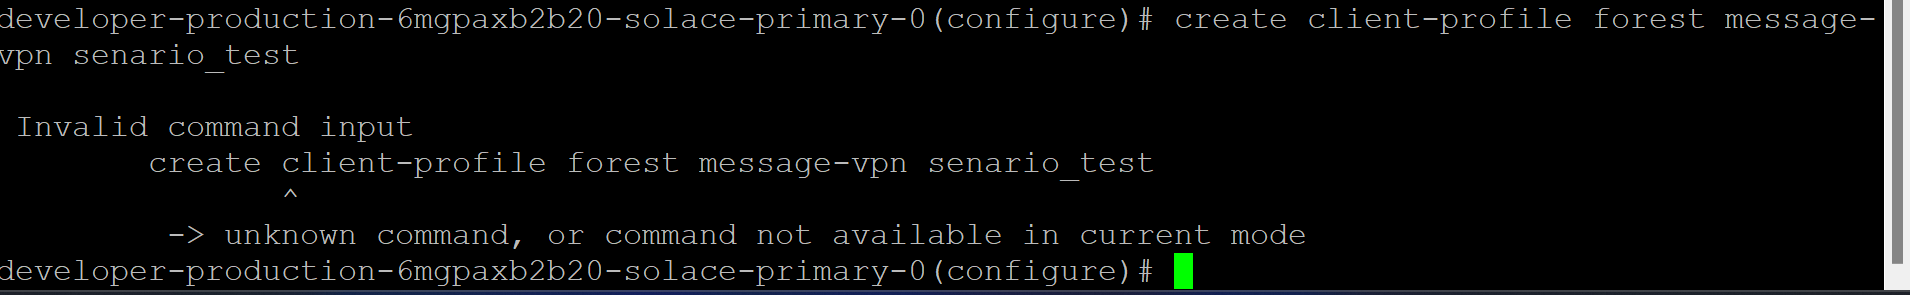 developer-production-6mgpaxb2b20-solace-primary-0(configure)# create client-profile forest message-
vpn senario_test
Invalid command input
create client-profile forest message-vpn senario_test
^
-> unknown command, or command not available in current mode
developer-production-6mgpaxb2b20-solace-primary-0(configure)#